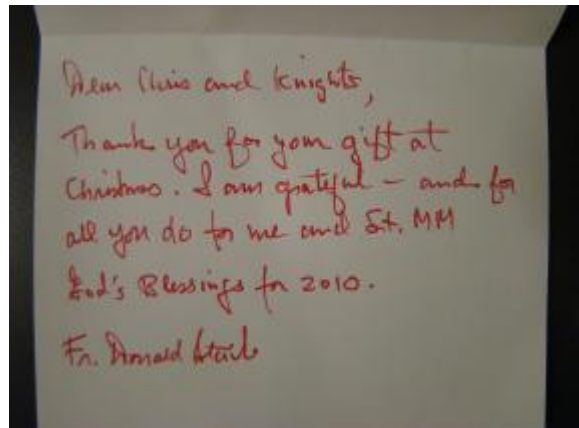 Dear Chris and Knights,
Thank you for your gift at
Christmas. I am grateful – and for
all you do for me and St. MM
God's Blessings for 2010.
Fr. Donald